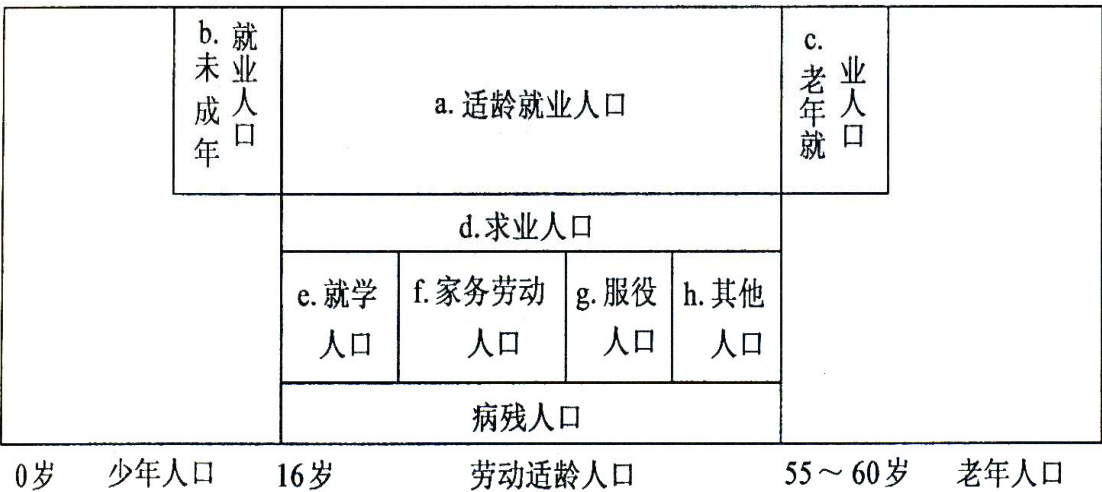 b.未成年
就业人口
a.适龄就业人口
c.老年就
业人口
d.求业人口
e.就学
人口
f.家务劳动
人口
g.服役
人口
h.其他
人口
病残人口
0岁 少年人口 16岁 劳动适龄人口 55～60岁 老年人口